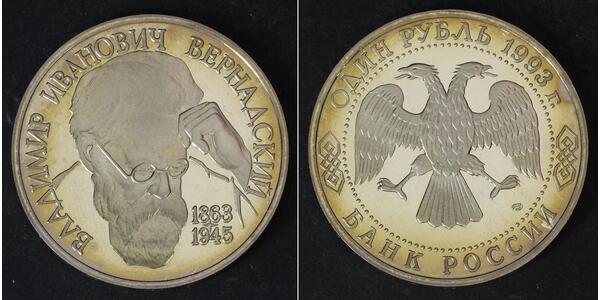 ВЛАДИМИР ИВАНОВИЧ ВЕРНАДСКИЙ
1863
1945
ОДИН РУБЛЬ 1993 г.
БАНК РОССИИ